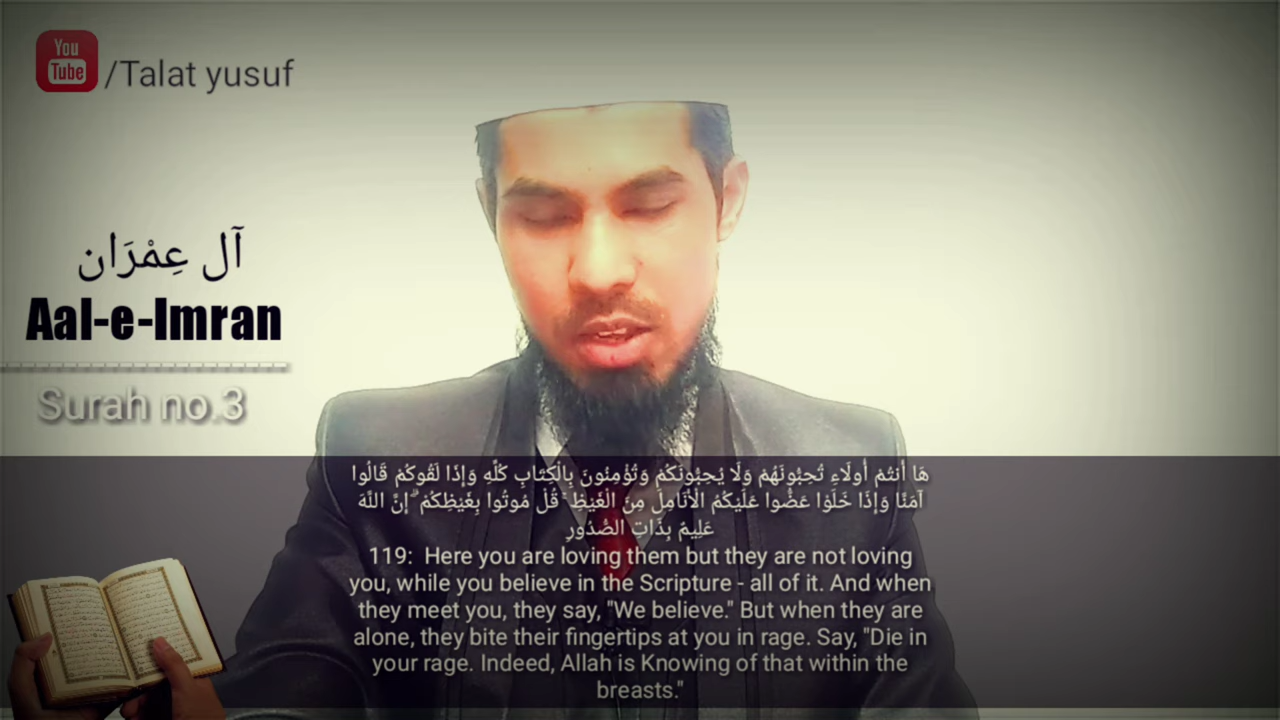 You
Tube
/Talat yusuf
آل عِمْرَان
Aal-e-Imran
Surah no.3
هَا أَنتُمْ أُولَاءِ تُحِبُّونَهُمْ وَلَا يُحِبُّونَكُمْ وَتُؤْمِنُونَ بِالْكِتَابِ كُلِّهِ وَإِذَا لَقُوكُمْ قَالُوا
آمَنَّا وَإِذَا خَلَوْا عَضُّوا عَلَيْكُمُ الْأَنَامِلَ مِنَ الْغَيْظِ ۚ قُلْ مُوتُوا بِغَيْظِكُمْ ۗ إِنَّ اللَّهَ
عَلِيمٌ بِذَاتِ الصُّدُورِ
119:  Here you are loving them but they are not loving
you, while you believe in the Scripture - all of it. And when
they meet you, they say, "We believe." But when they are
alone, they bite their fingertips at you in rage. Say, "Die in
your rage. Indeed, Allah is Knowing of that within the
breasts."